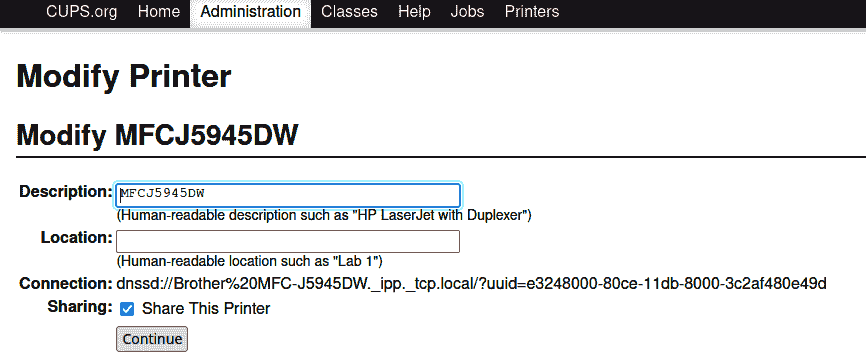 CUPS.org Home Administration Classes Help Jobs Printers
Modify Printer
Modify MFCJ5945DW
Description: MFCJ5945DW
(Human-readable description such as "HP LaserJet with Duplexer")
Location:
(Human-readable location such as "Lab 1")
Connection: dnssd://Brother%20MFC-J5945DW._ipp._tcp.local/?uuid=e3248000-80ce-11db-8000-3c2af480e49d
Sharing: Share This Printer
Continue